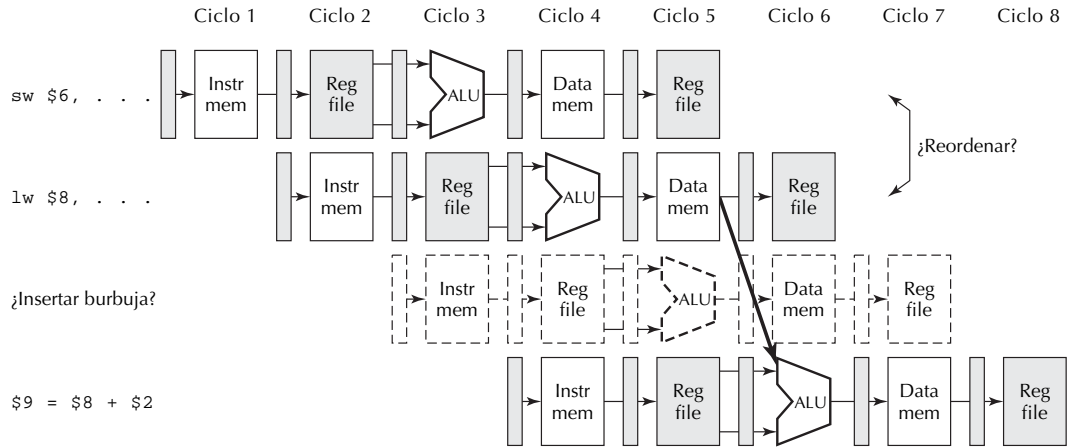 Ciclo 1 Ciclo 2 Ciclo 3 Ciclo 4 Ciclo 5 Ciclo 6 Ciclo 7 Ciclo 8
sw $6, . . .
Instr
mem
Reg
file
ALU
Data
mem
Reg
file
¿Reordenar?
lw $8, . . .
Instr
mem
Reg
file
ALU
Data
mem
Reg
file
¿Insertar burbuja?
Instr
mem
Reg
file
ALU
Data
mem
Reg
file
$9 = $8 + $2
Instr
mem
Reg
file
ALU
Data
mem
Reg
file